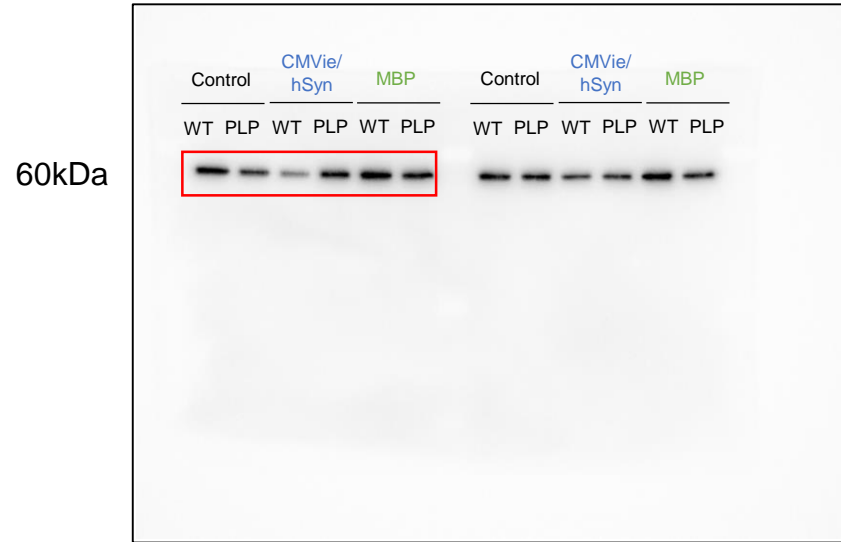 Control CMVie/ hSyn MBP Control CMVie/ hSyn MBP
WT PLP WT PLP WT PLP WT PLP WT PLP WT PLP
60kDa